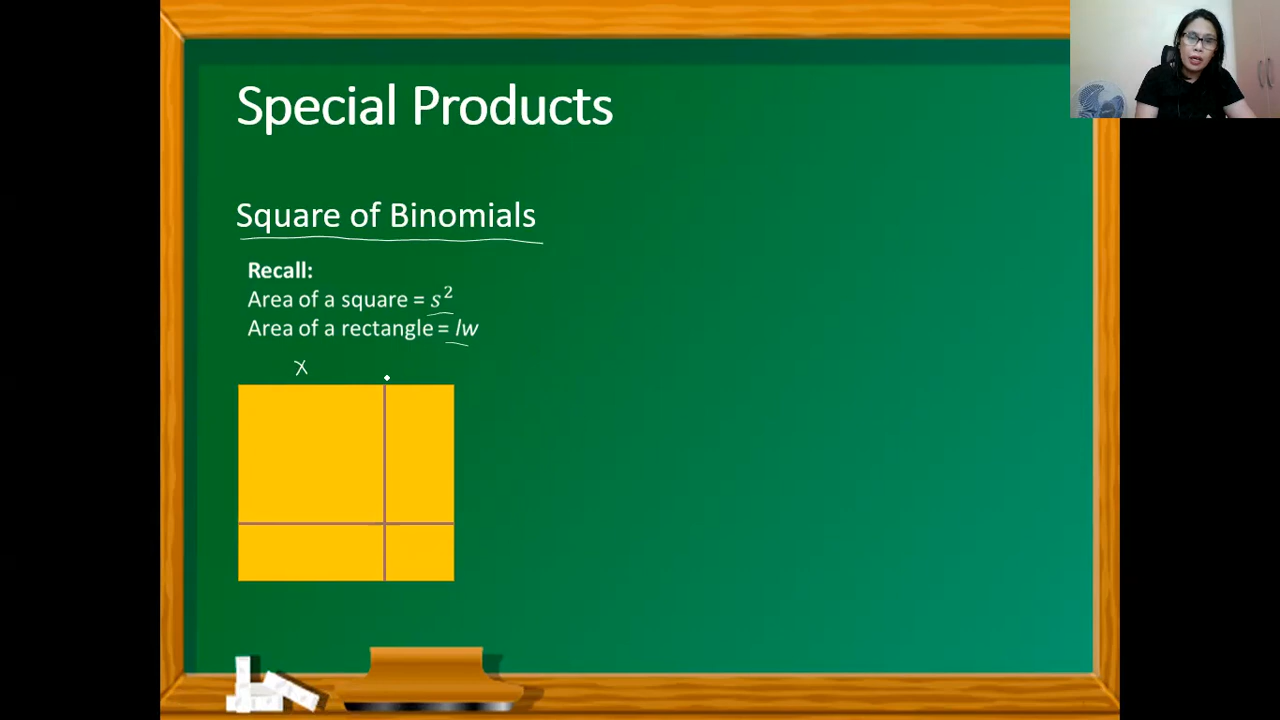 Special Products
Square of Binomials
Recall:
Area of a square = s²
Area of a rectangle = lw
x